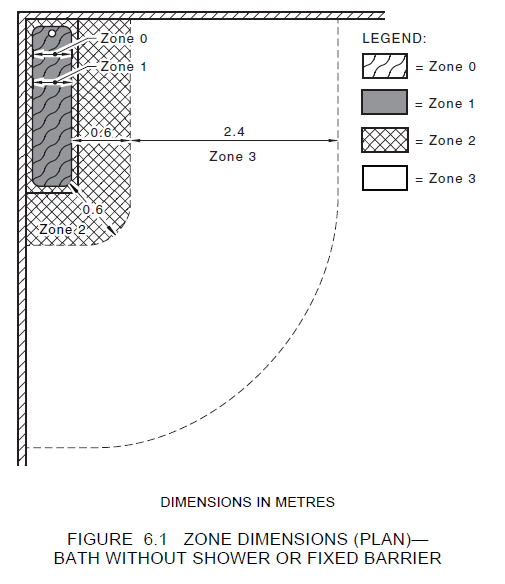 Zone 0
Zone 1
0.6
2.4
Zone 3
0.6
Zone 2
LEGEND:
= Zone 0
= Zone 1
= Zone 2
= Zone 3
DIMENSIONS IN METRES
FIGURE 6.1 ZONE DIMENSIONS (PLAN)—
BATH WITHOUT SHOWER OR FIXED BARRIER